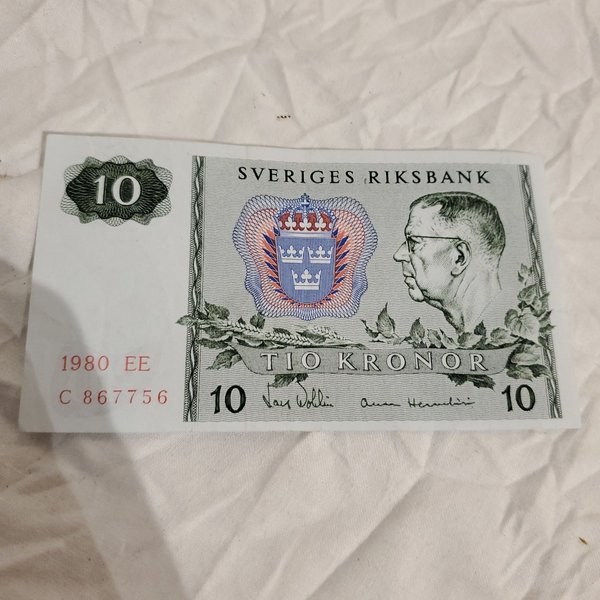 10
SVERIGES RIKSBANK
1980 EE
C 867756
TIO KRONOR
10
10